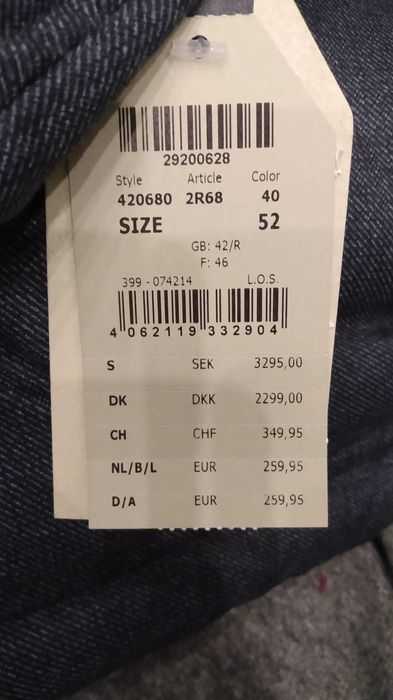 29200628
Style Article Color
420680 2R68 40
SIZE 52
GB: 42/R
F: 46
399 - 074214 L.O.S.
4 062119 332904
S SEK 3295,00
DK DKK 2299,00
CH CHF 349,95
NL/B/L EUR 259,95
D/A EUR 259,95